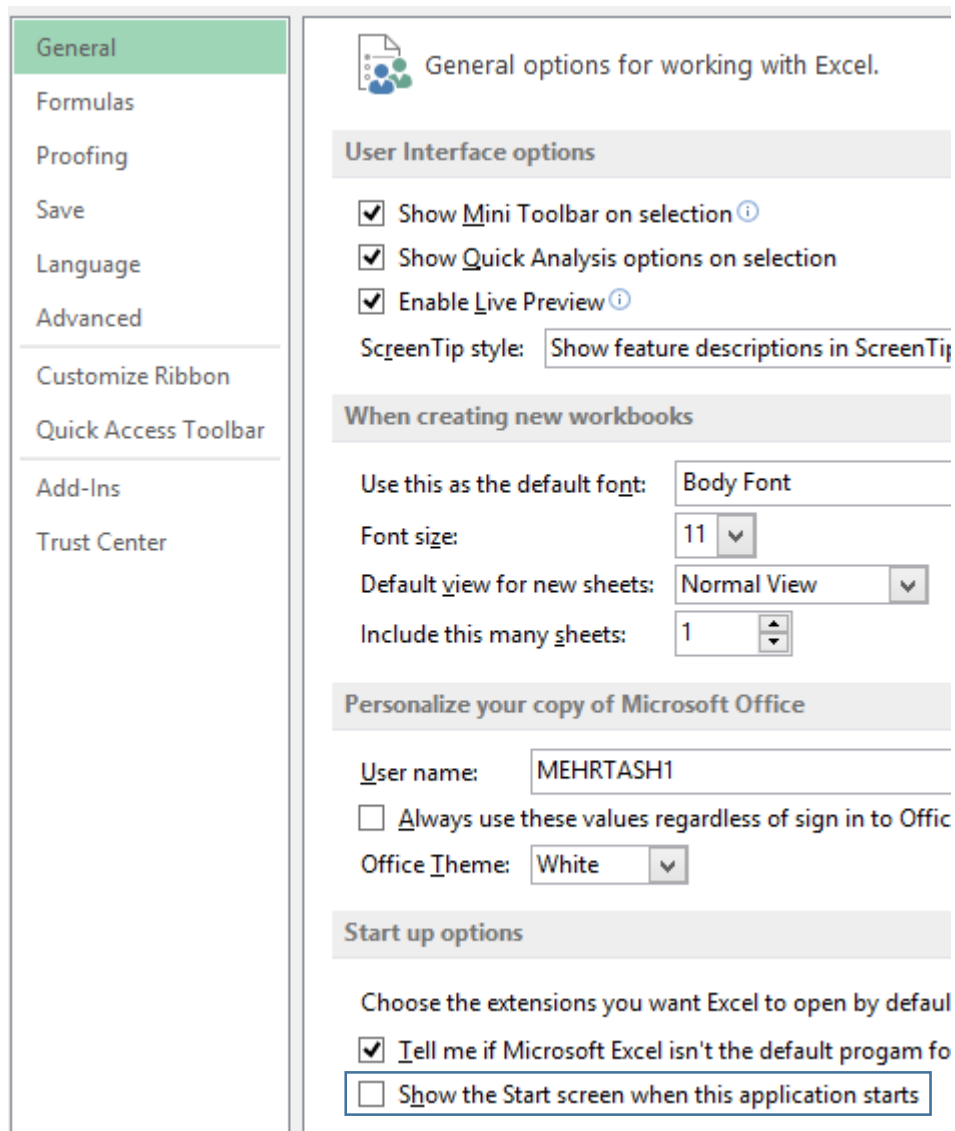 General
Formulas
Proofing
Save
Language
Advanced
Customize Ribbon
Quick Access Toolbar
Add-Ins
Trust Center
General options for working with Excel.
User Interface options
Show Mini Toolbar on selection
Show Quick Analysis options on selection
Enable Live Preview
ScreenTip style: Show feature descriptions in ScreenTip
When creating new workbooks
Use this as the default font: Body Font
Font size: 11
Default view for new sheets: Normal View
Include this many sheets: 1
Personalize your copy of Microsoft Office
User name: MEHRTASH1
Always use these values regardless of sign in to Offic
Office Theme: White
Start up options
Choose the extensions you want Excel to open by defaul
Tell me if Microsoft Excel isn't the default progam fo
Show the Start screen when this application starts